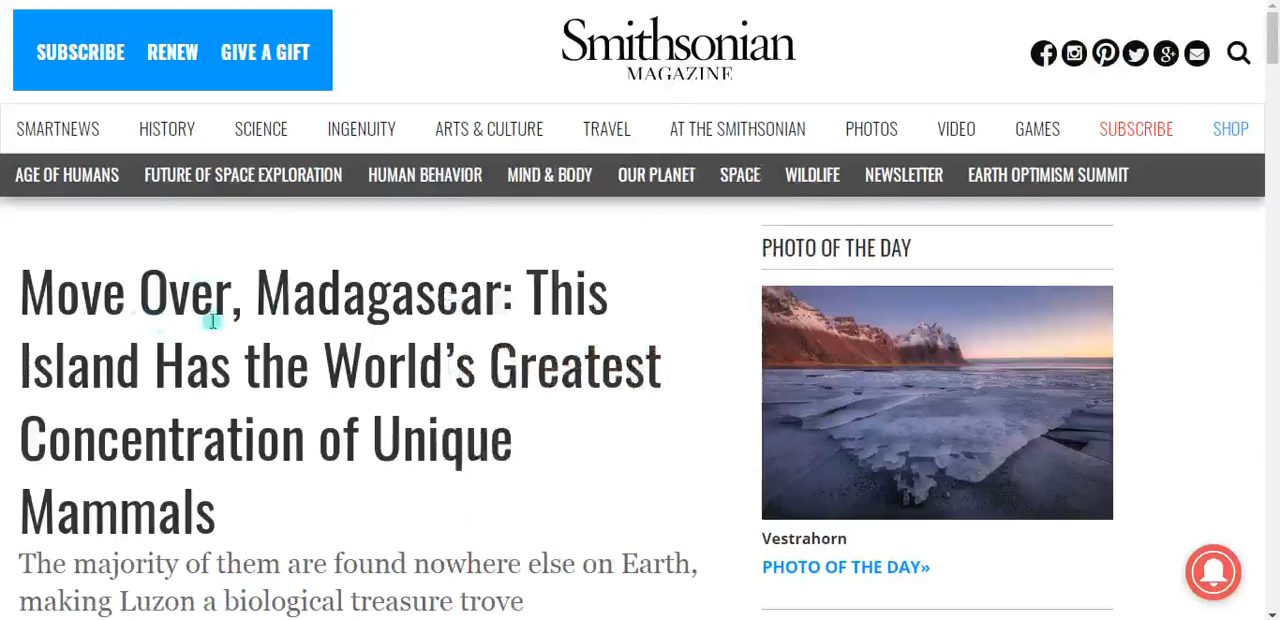 SUBSCRIBE RENEW GIVE A GIFT
Smithsonian
MAGAZINE
SMARTNEWS HISTORY SCIENCE INGENUITY ARTS & CULTURE TRAVEL AT THE SMITHSONIAN PHOTOS VIDEO GAMES SUBSCRIBE SHOP
AGE OF HUMANS FUTURE OF SPACE EXPLORATION HUMAN BEHAVIOR MIND & BODY OUR PLANET SPACE WILDLIFE NEWSLETTER EARTH OPTIMISM SUMMIT
Move Over, Madagascar: This
Island Has the World’s Greatest
Concentration of Unique
Mammals
The majority of them are found nowhere else on Earth,
making Luzon a biological treasure trove
PHOTO OF THE DAY
Vestrahorn
PHOTO OF THE DAY»